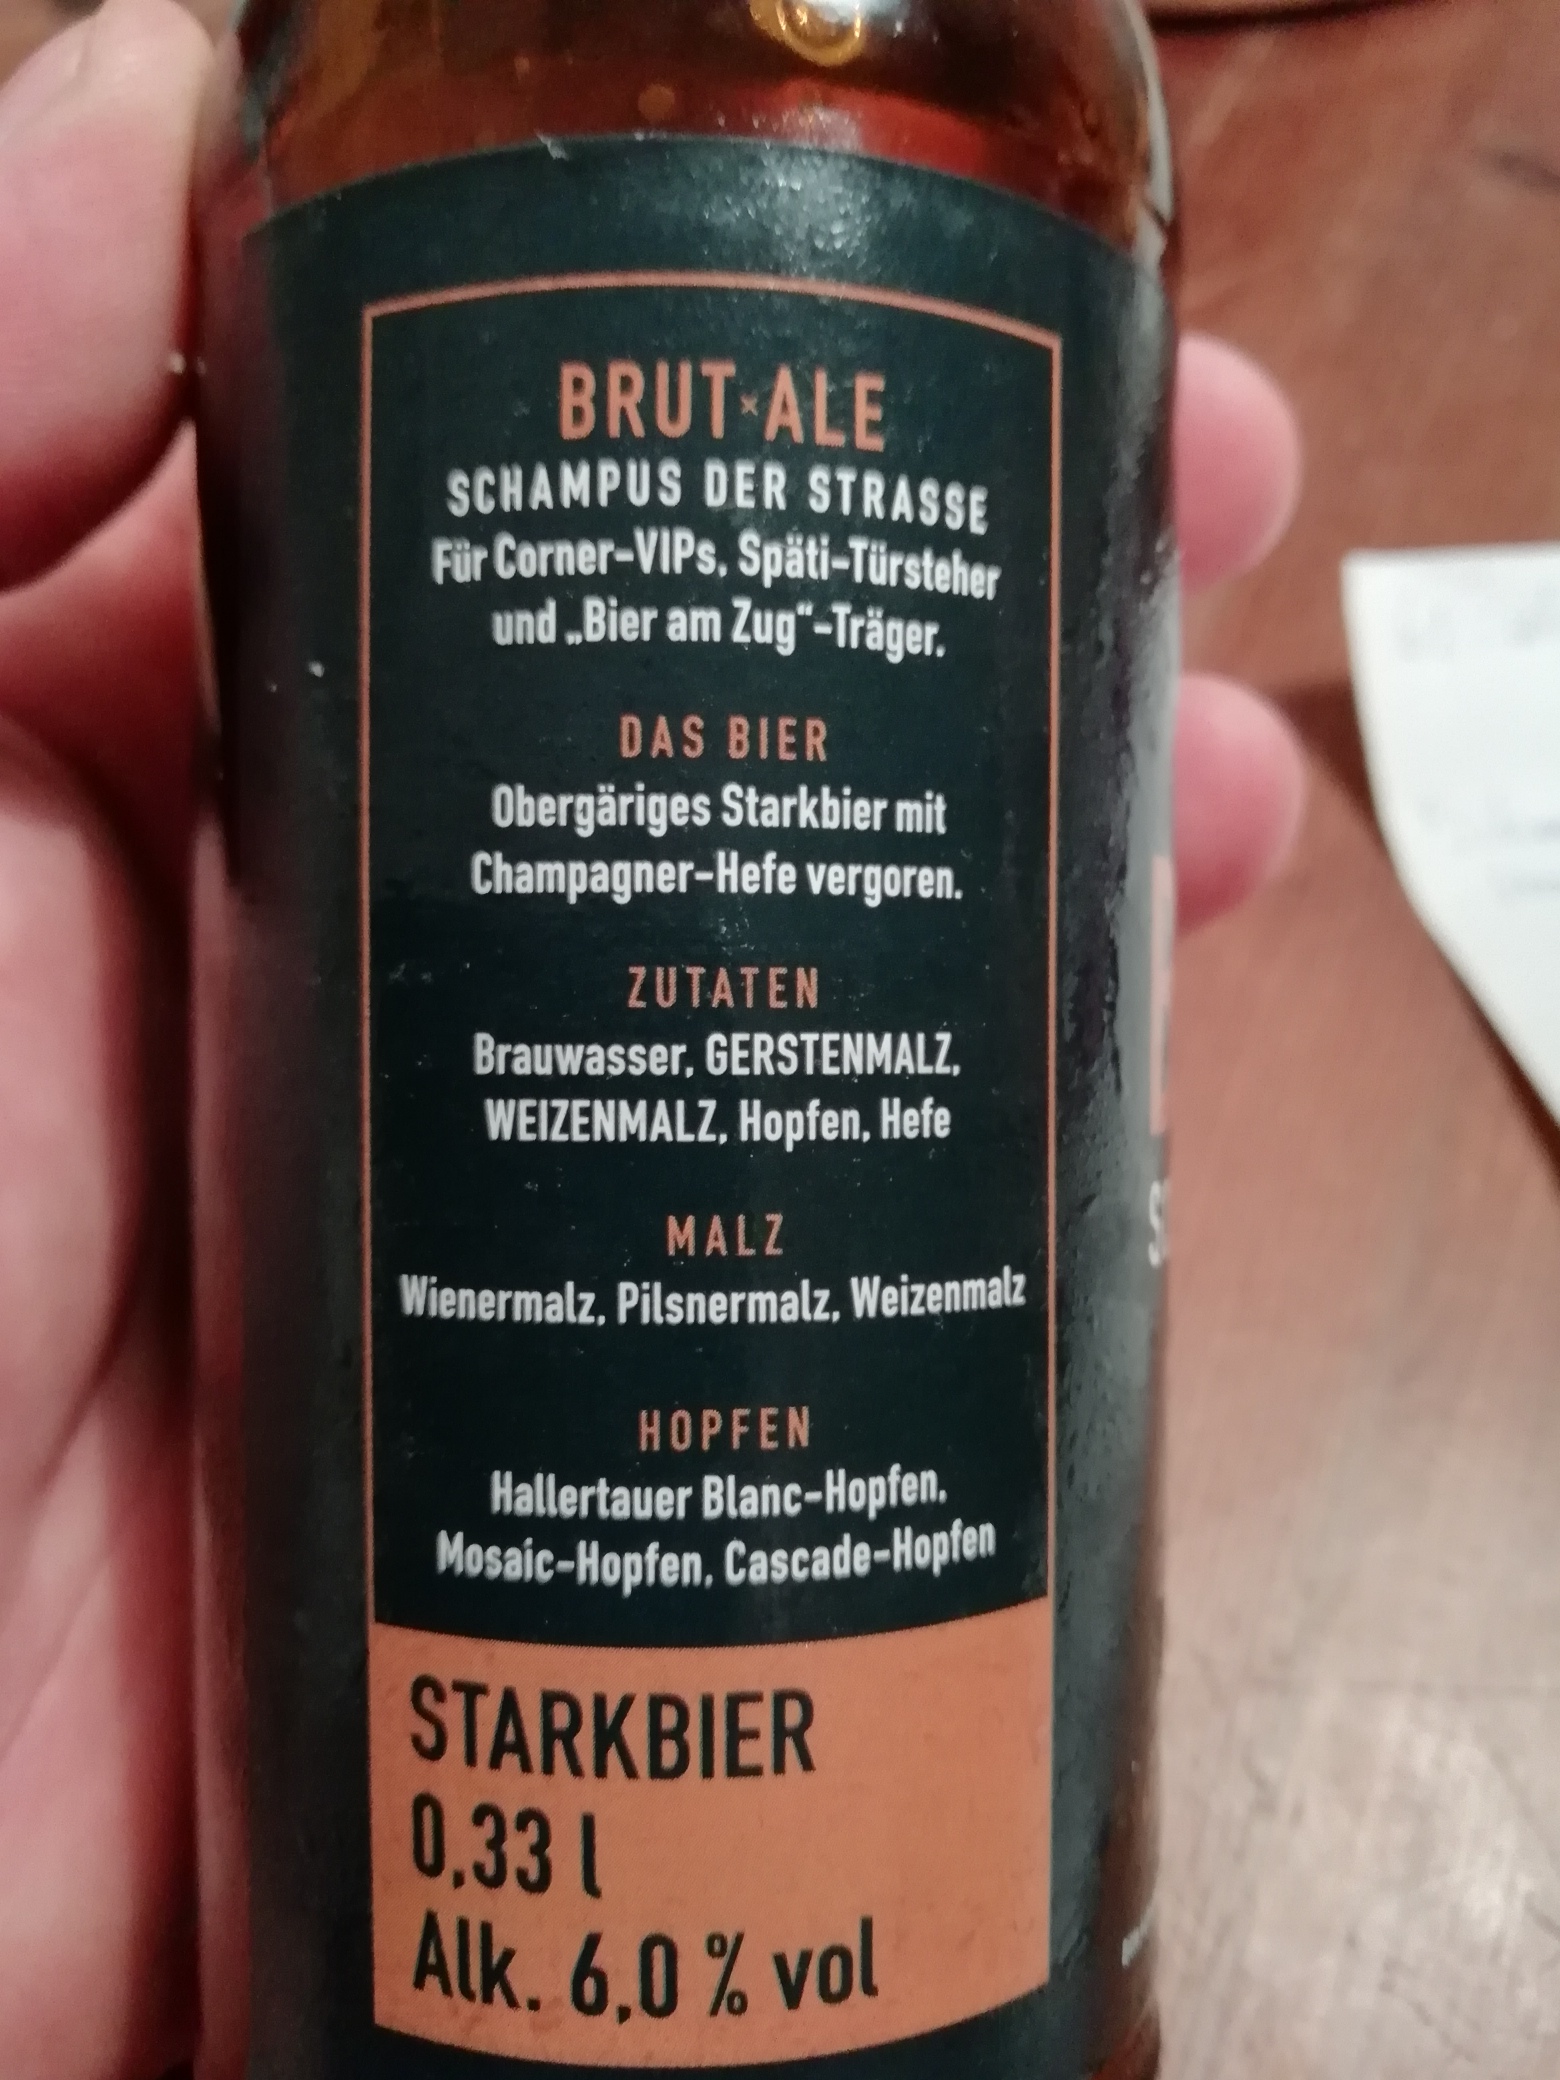 BRUT × ALE
SCHAMPUS DER STRASSE
Für Corner-VIPs, Späti-Türsteher
und „Bier am Zug“-Träger.
DAS BIER
Obergäriges Starkbier mit
Champagner-Hefe vergoren.
ZUTATEN
Brauwasser, GERSTENMALZ,
WEIZENMALZ, Hopfen, Hefe
MALZ
Wienermalz, Pilsnermalz, Weizenmalz
HOPFEN
Hallertauer Blanc-Hopfen,
Mosaic-Hopfen, Cascade-Hopfen
STARKBIER
0,33 l
Alk. 6,0 % vol